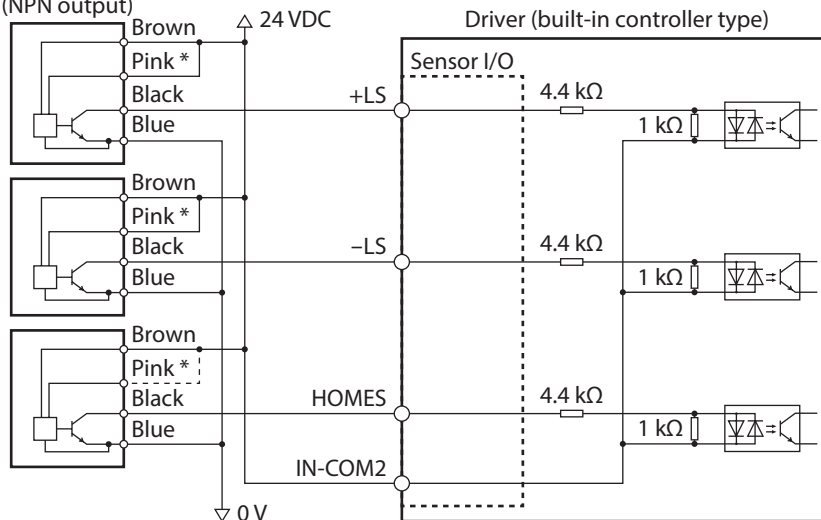 (NPN output)
24 VDC
Driver (built-in controller type)
Brown
Pink *
Black
Blue
+LS
Sensor I/O
4.4 kΩ
1 kΩ
Brown
Pink *
Black
Blue
–LS
4.4 kΩ
1 kΩ
Brown
Pink *
Black
Blue
HOMES
4.4 kΩ
1 kΩ
IN-COM2
0 V